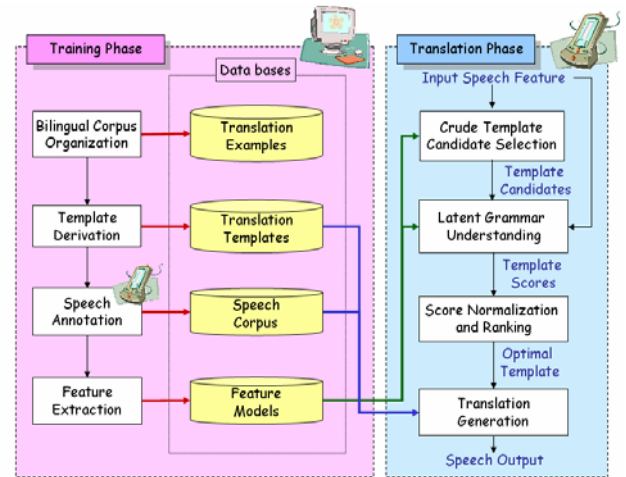 Training Phase
Data bases
Bilingual Corpus
Organization
Translation
Examples
Template
Derivation
Translation
Templates
Speech
Annotation
Speech
Corpus
Feature
Extraction
Feature
Models
Translation Phase
Input Speech Feature
Crude Template
Candidate Selection
Template
Candidates
Latent Grammar
Understanding
Template
Scores
Score Normalization
and Ranking
Optimal
Template
Translation
Generation
Speech Output